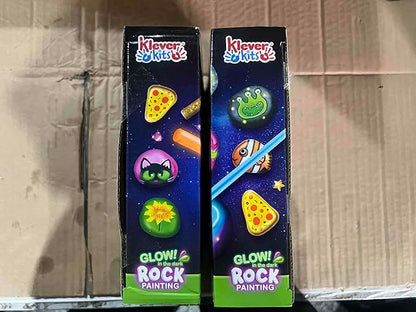 Klever
Kits
GLOW!
in the dark
ROCK
PAINTING
Klever
Kits
GLOW!
in the dark
ROCK
PAINTING